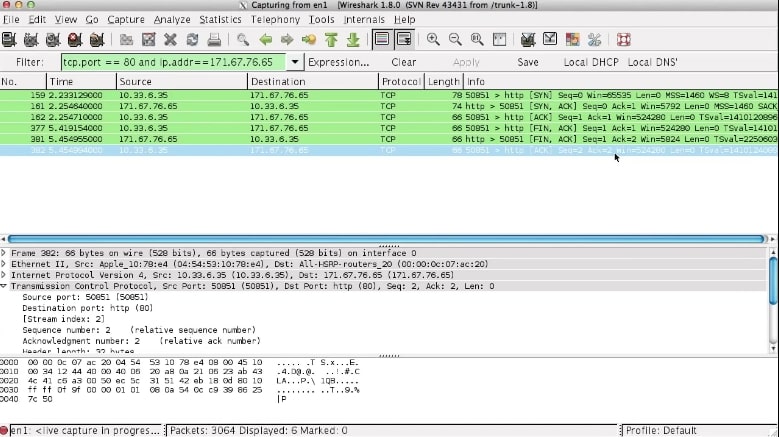 Capturing from en1 [Wireshark 1.8.0 (SVN Rev 43431 from /trunk-1.8)]
File Edit View Go Capture Analyze Statistics Telephony Tools Internals Help
Filter: tcp.port == 80 and ip.addr==171.67.76.65 Expression... Clear Apply Save Local DHCP Local DNS'
No. Time Source Destination Protocol Length Info
159 2.233129000 10.33.6.35 171.67.76.65 TCP 78 50851 > http [SYN] Seq=0 Win=65535 Len=0 MSS=1460 WS=8 TSval=1410
161 2.254640000 171.67.76.65 10.33.6.35 TCP 74 http > 50851 [SYN, ACK] Seq=0 Ack=1 Win=5792 Len=0 MSS=1460 SACK
162 2.254710000 10.33.6.35 171.67.76.65 TCP 66 50851 > http [ACK] Seq=1 Ack=1 Win=524280 Len=0 TSval=1410120896
377 5.419154000 10.33.6.35 171.67.76.65 TCP 66 50851 > http [FIN, ACK] Seq=1 Ack=1 Win=524280 Len=0 TSval=14101
381 5.454955000 171.67.76.65 10.33.6.35 TCP 66 http > 50851 [FIN, ACK] Seq=1 Ack=2 Win=5824 Len=0 TSval=2250603
382 10.33.6.35 171.67.76.65 TCP 66 50851 > http [ACK] Seq=2 Ack=2 Win=524280 Len=0
Frame 382: 66 bytes on wire (528 bits), 66 bytes captured (528 bits) on interface 0
Ethernet II, Src: Apple_10:78:e4 (04:54:53:10:78:e4), Dst: All-HSRP-routers_20 (00:00:0c:07:ac:20)
Internet Protocol Version 4, Src: 10.33.6.35 (10.33.6.35), Dst: 171.67.76.65 (171.67.76.65)
Transmission Control Protocol, Src Port: 50851 (50851), Dst Port: http (80), Seq: 2, Ack: 2, Len: 0
Source port: 50851 (50851)
Destination port: http (80)
[Stream index: 2]
Sequence number: 2 (relative sequence number)
Acknowledgment number: 2 (relative ack number)
Header length: 32 bytes
0000 00 00 0c 07 ac 20 04 54 53 10 78 e4 08 00 45 10 ..... .T S.x...E.
0010 00 34 12 44 40 00 40 06 20 a8 0a 21 06 23 ab 43 .4.D@.@. ..!.#.C
0020 4c 41 c6 a3 00 50 ec 5c 31 51 42 eb 18 0d 80 10 LA...P.\ 1QB.....
0030 ff ff 0f 9f 00 00 01 01 08 0a 54 0c c9 39 86 25 ........ ..T..9.%
0040 7c 50 |P
en1: <live capture in progres... Packets: 3064 Displayed: 6 Marked: 0 Profile: Default